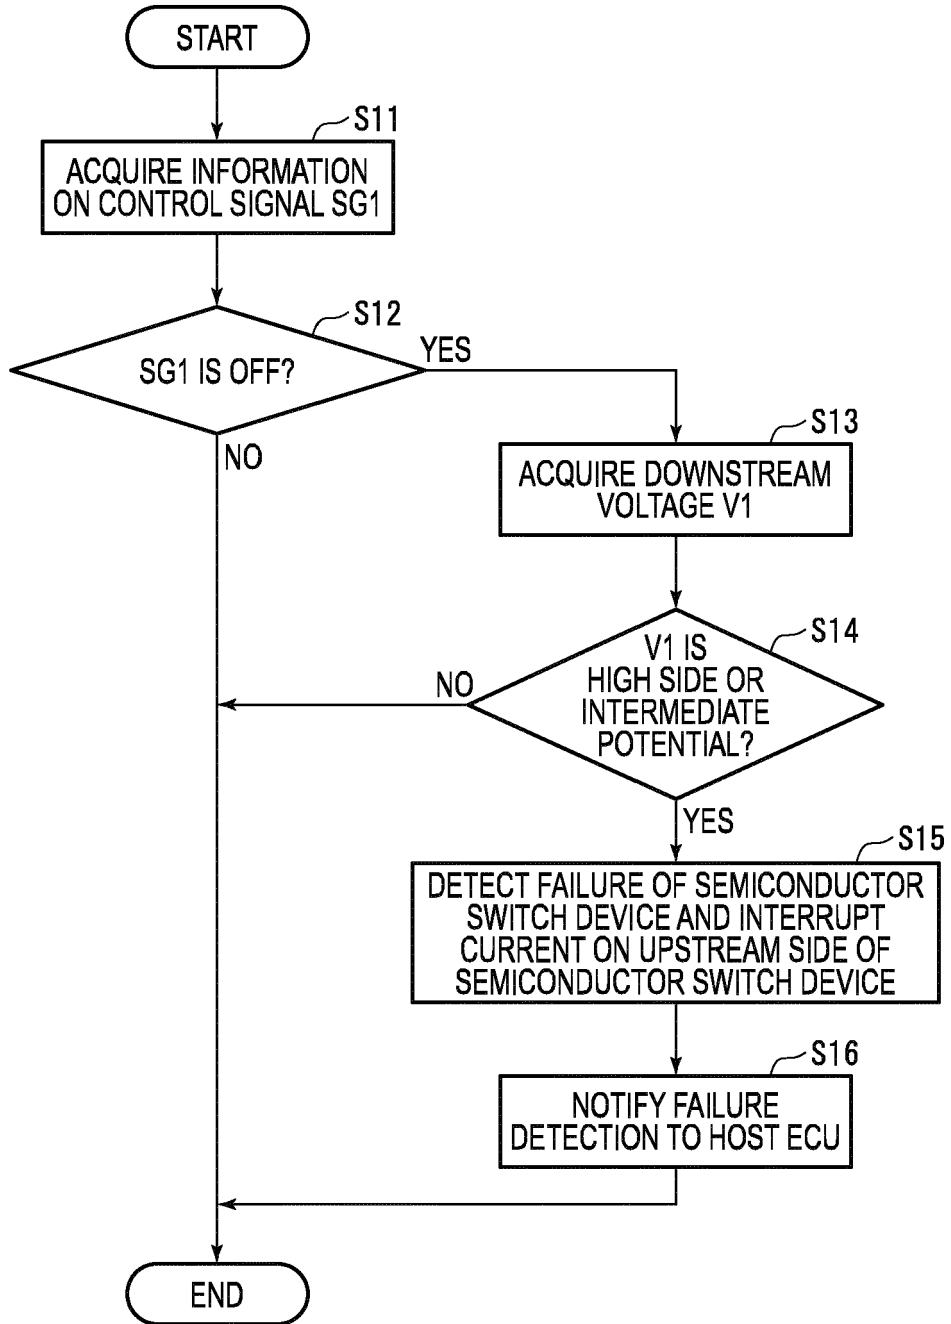 START
S11
ACQUIRE INFORMATION
ON CONTROL SIGNAL SG1
S12
SG1 IS OFF?
YES
NO
S13
ACQUIRE DOWNSTREAM
VOLTAGE V1
S14
V1 IS
HIGH SIDE OR
INTERMEDIATE
POTENTIAL?
NO
YES
S15
DETECT FAILURE OF SEMICONDUCTOR
SWITCH DEVICE AND INTERRUPT
CURRENT ON UPSTREAM SIDE OF
SEMICONDUCTOR SWITCH DEVICE
S16
NOTIFY FAILURE
DETECTION TO HOST ECU
END